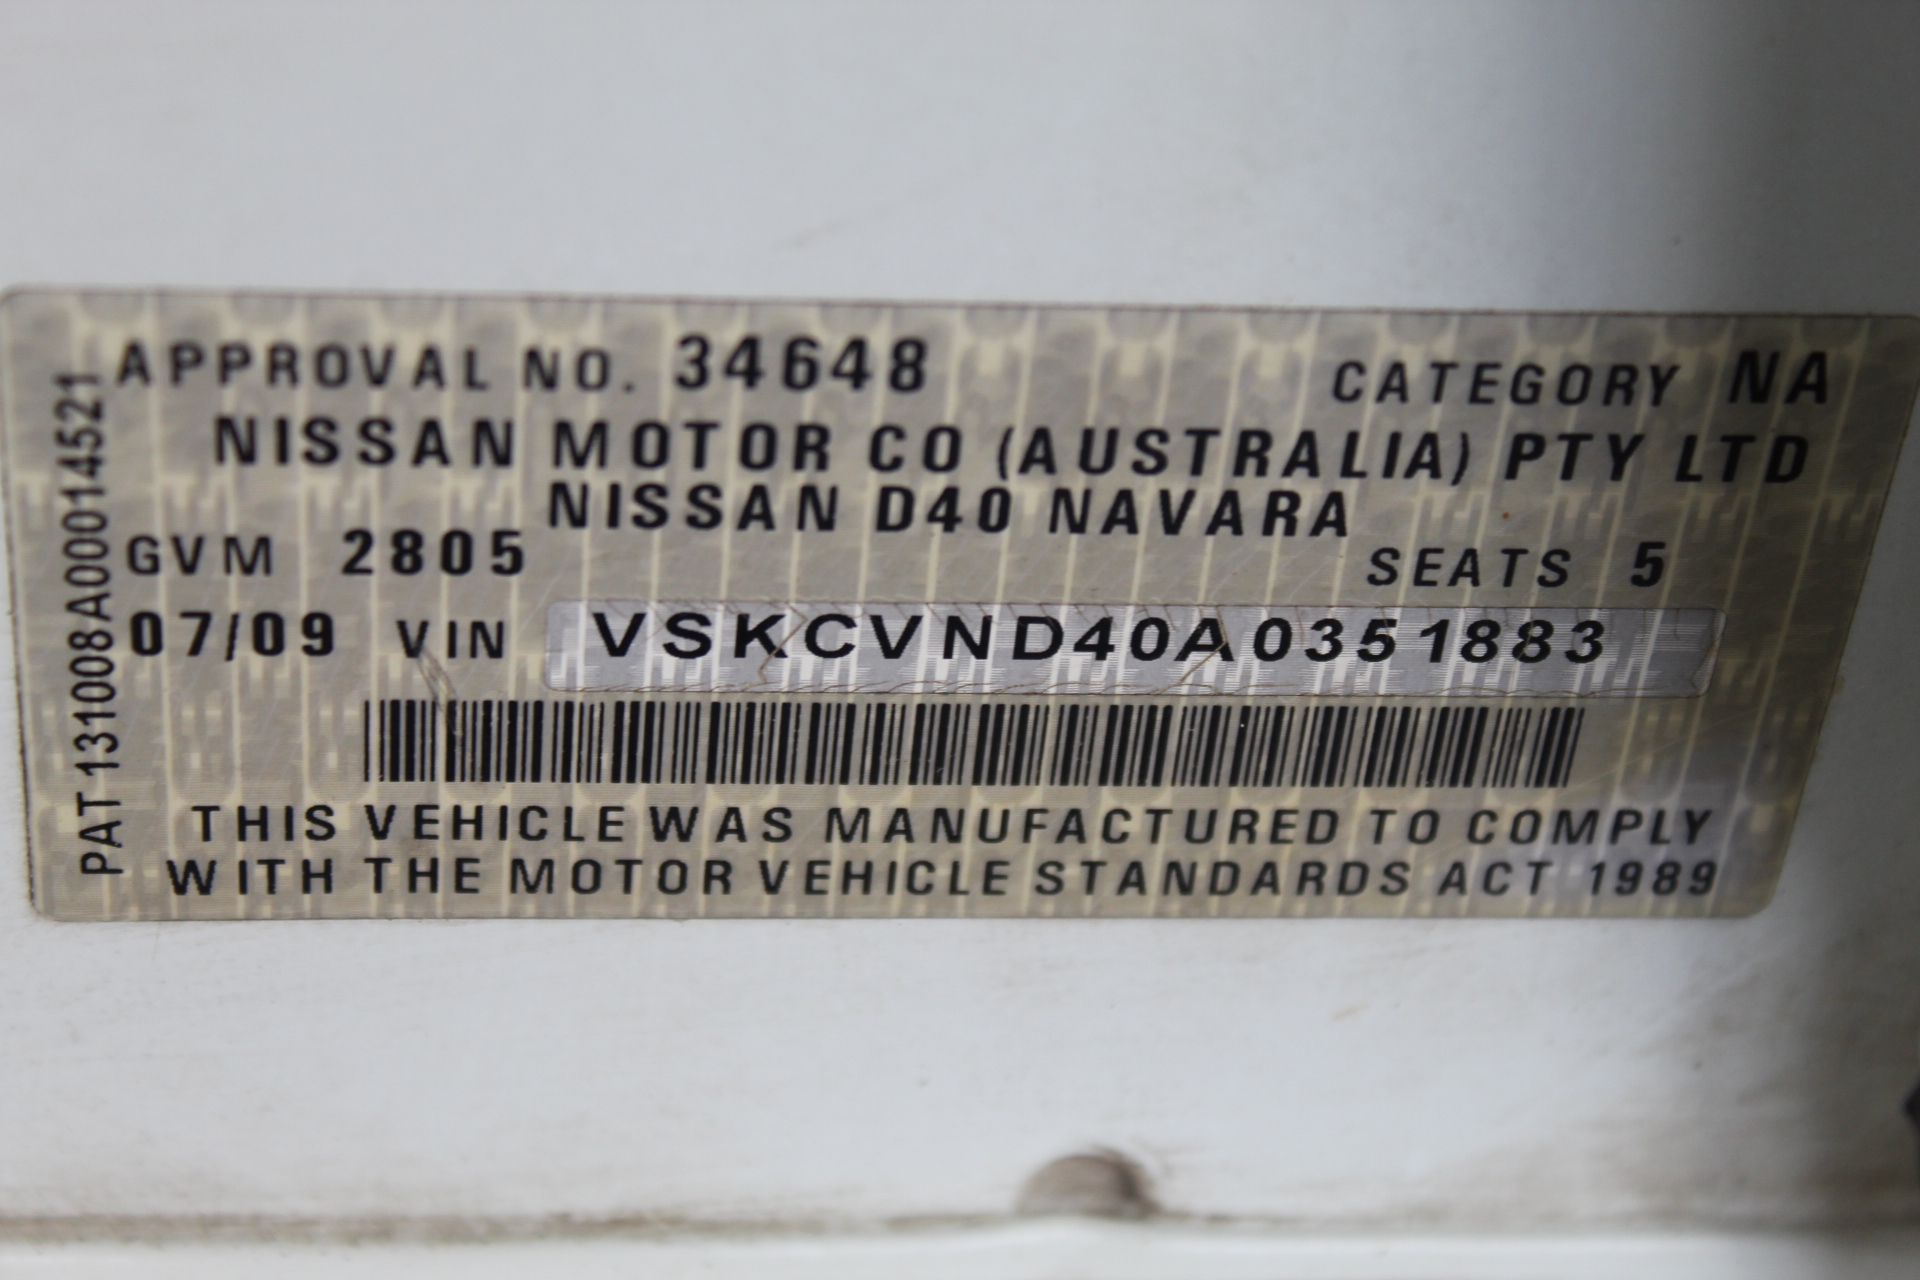 APPROVAL NO. 34648 CATEGORY NA
NISSAN MOTOR CO (AUSTRALIA) PTY LTD
NISSAN D40 NAVARA
GVM 2805 SEATS 5
07/09 VIN VSKCVND40A0351883
THIS VEHICLE WAS MANUFACTURED TO COMPLY
WITH THE MOTOR VEHICLE STANDARDS ACT 1989
PAT 131008A00014521